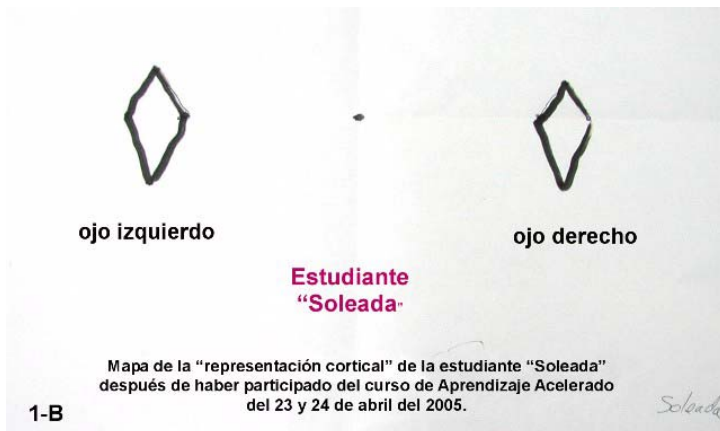 ojo izquierdo
ojo derecho
Estudiante
“Soleada”
Mapa de la “representación cortical” de la estudiante “Soleada”
después de haber participado del curso de Aprendizaje Acelerado
del 23 y 24 de abril del 2005.
1-B
Soleada